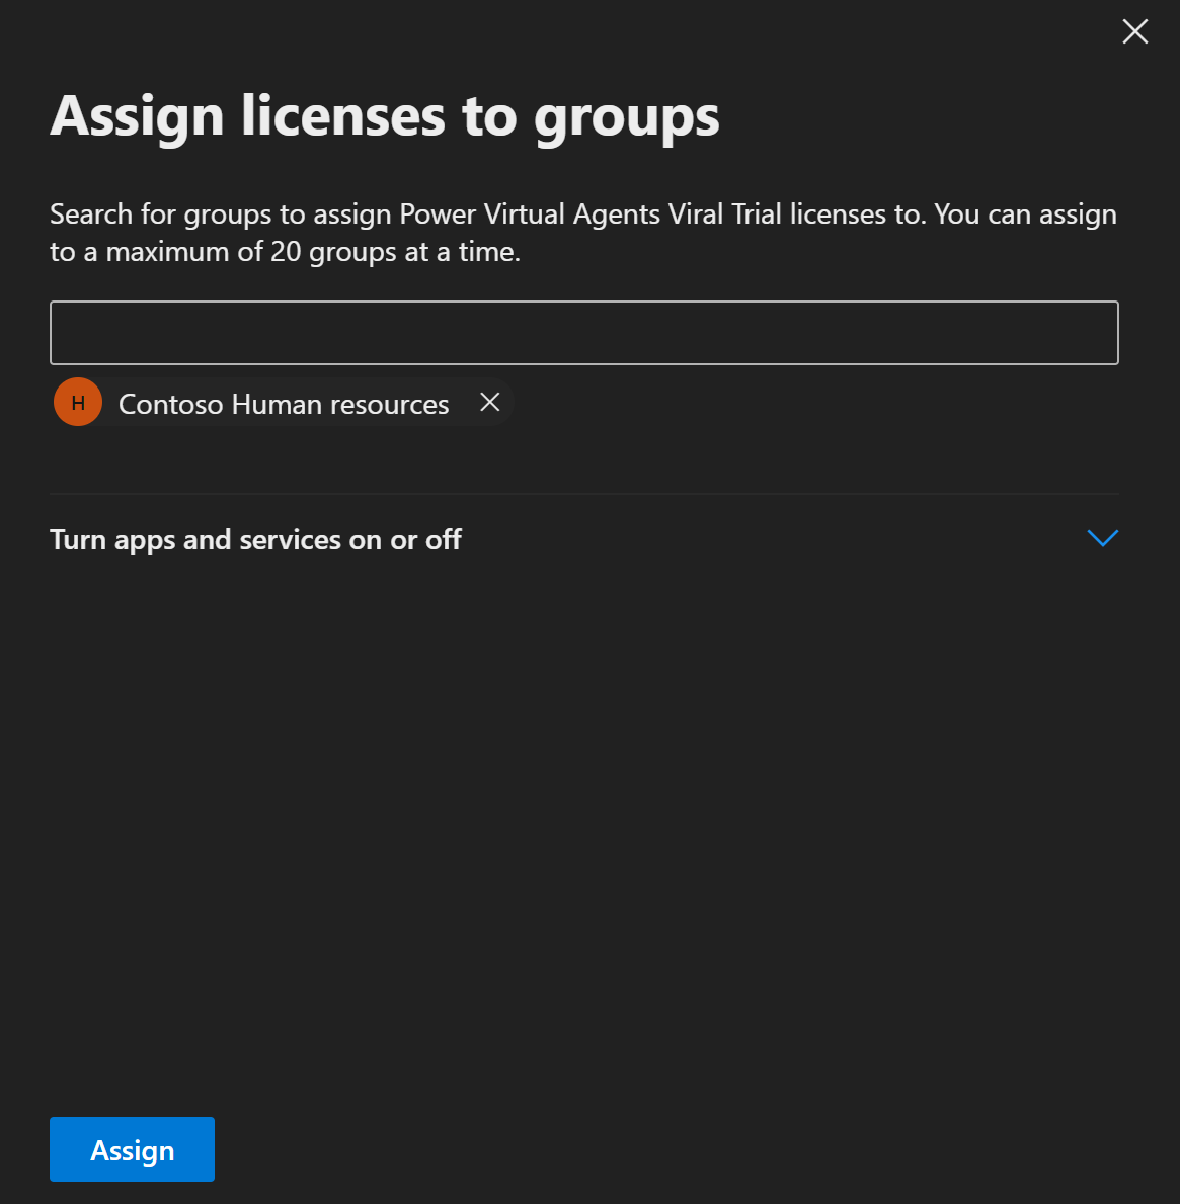 Assign licenses to groups
Search for groups to assign Power Virtual Agents Viral Trial licenses to. You can assign
to a maximum of 20 groups at a time.
H Contoso Human resources
Turn apps and services on or off
Assign